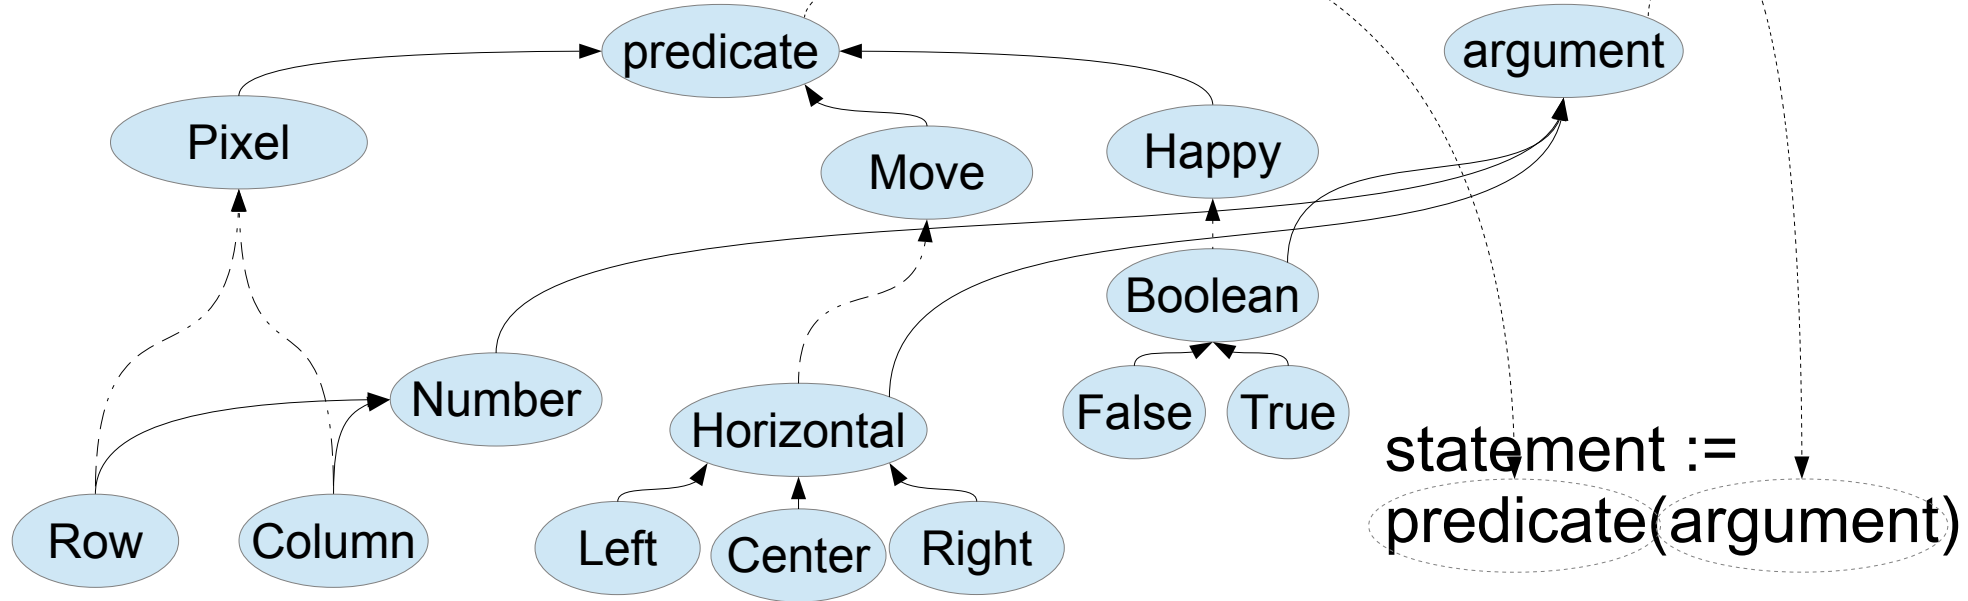 predicate
argument
Pixel
Move
Happy
Boolean
Number
Horizontal
False
True
Row
Column
Left
Center
Right
statement :=
predicate(argument)